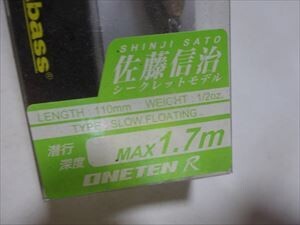 bass
SHINJI SATO
佐藤信治
シークレットモデル
LENGTH : 110mm WEIGHT : 1/2oz.
TYPE : SLOW FLOATING
潜行
深度
MAX 1.7m
ONETEN R